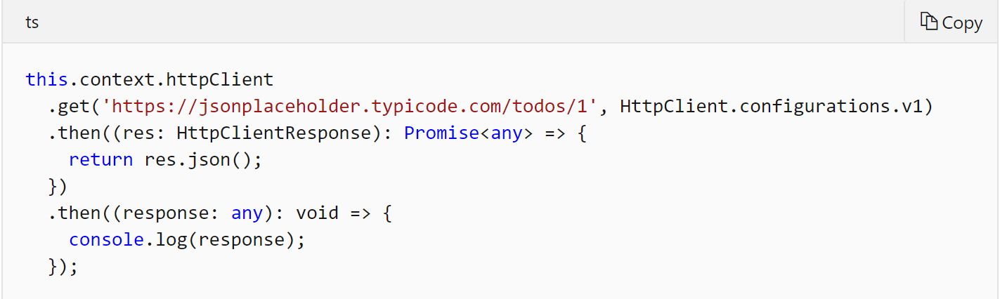 ts
Copy
this.context.httpClient
  .get('https://jsonplaceholder.typicode.com/todos/1', HttpClient.configurations.v1)
  .then((res: HttpClientResponse): Promise<any> => {
    return res.json();
  })
  .then((response: any): void => {
    console.log(response);
  });